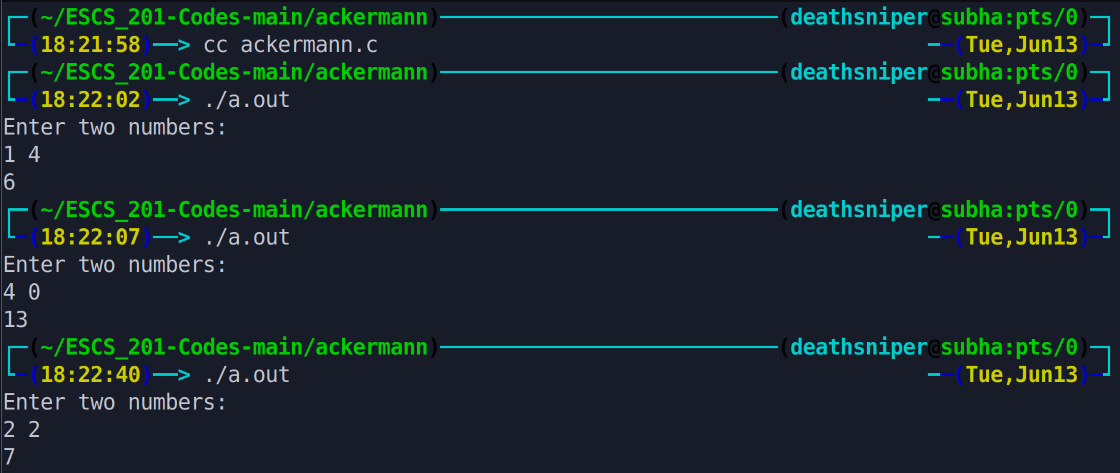 (~/ESCS_201-Codes-main/ackermann) (deathsniper@subha:pts/0)
(18:21:58)──> cc ackermann.c (Tue,Jun13)
(~/ESCS_201-Codes-main/ackermann) (deathsniper@subha:pts/0)
(18:22:02)──> ./a.out (Tue,Jun13)
Enter two numbers:
1 4
6
(~/ESCS_201-Codes-main/ackermann) (deathsniper@subha:pts/0)
(18:22:07)──> ./a.out (Tue,Jun13)
Enter two numbers:
4 0
13
(~/ESCS_201-Codes-main/ackermann) (deathsniper@subha:pts/0)
(18:22:40)──> ./a.out (Tue,Jun13)
Enter two numbers:
2 2
7